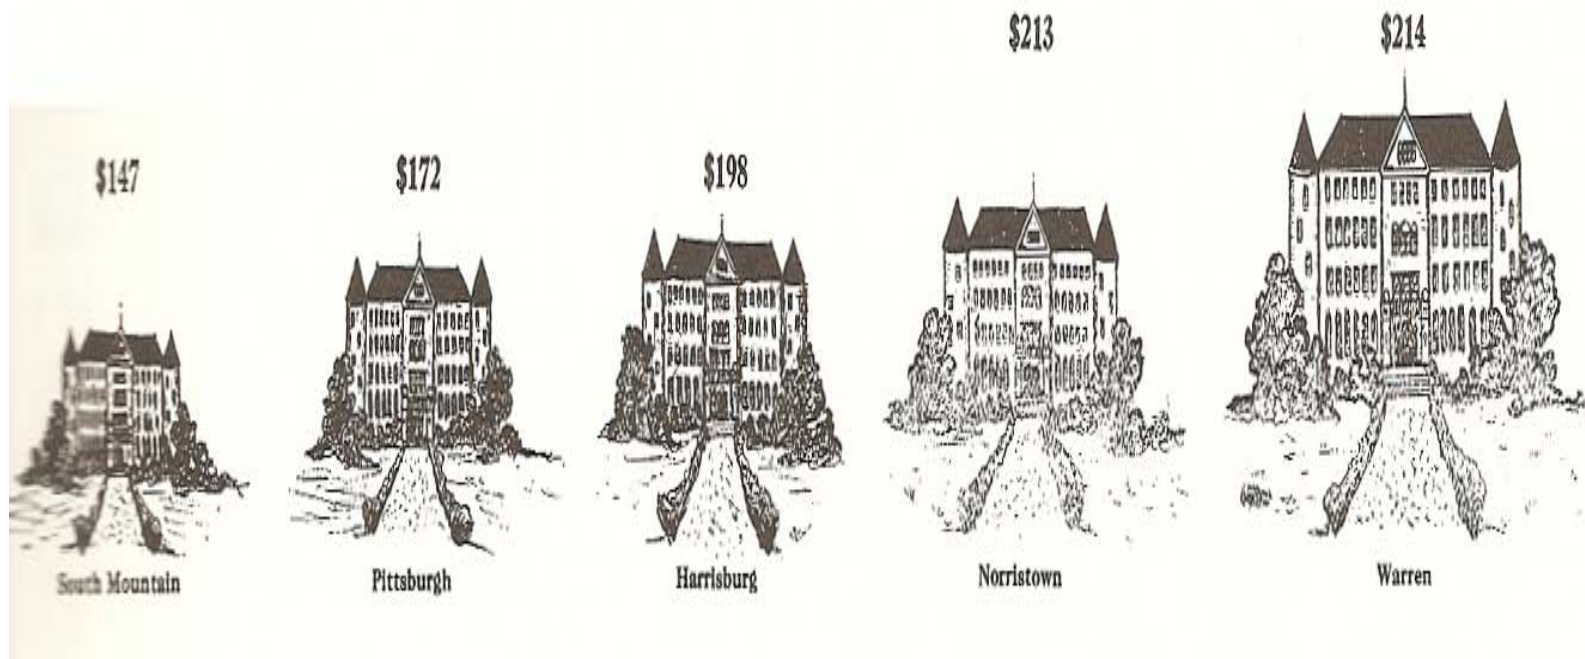 $147
$172
$198
$213
$214
South Mountain
Pittsburgh
Harrisburg
Norristown
Warren